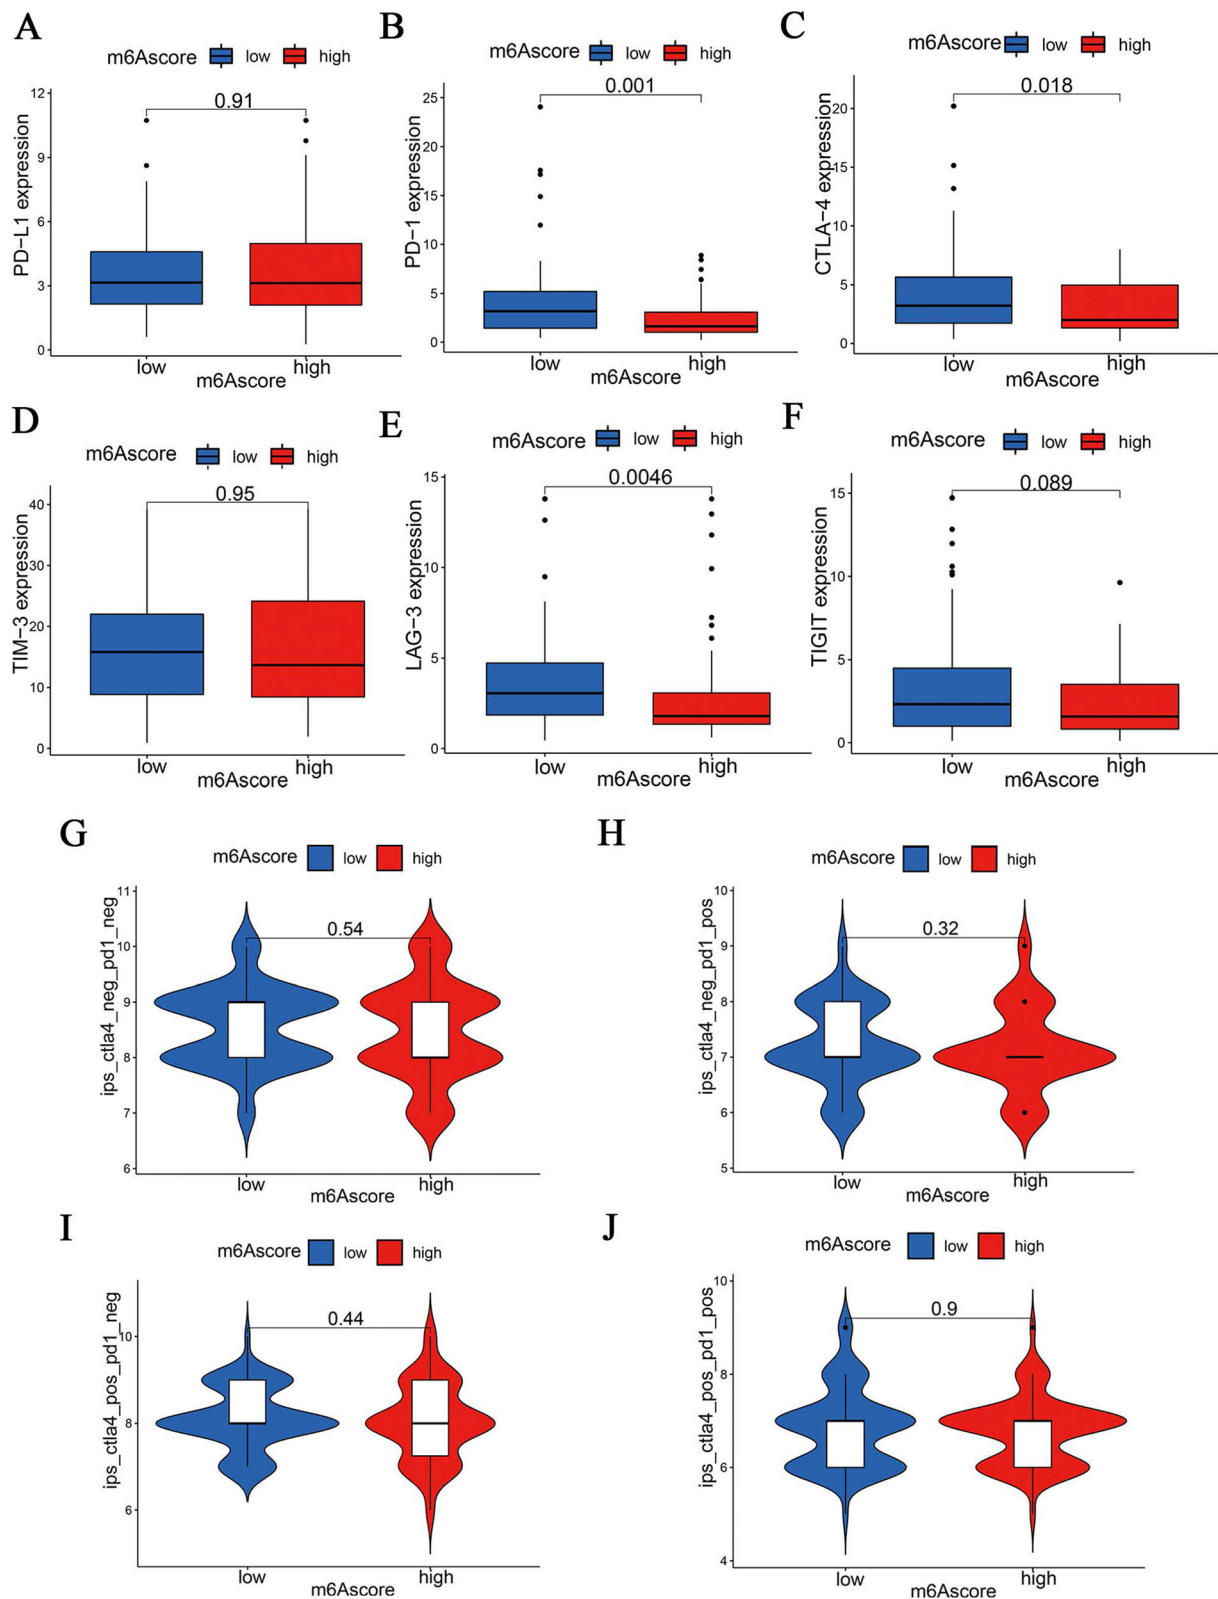 A
m6Ascore low high
PD-L1 expression
12
9
6
3
0
0.91
low high
m6Ascore
B
m6Ascore low high
PD-1 expression
25
20
15
10
5
0
0.001
low high
m6Ascore
C
m6Ascore low high
CTLA-4 expression
20
15
10
5
0
0.018
low high
m6Ascore
D
m6Ascore low high
TIM-3 expression
40
30
20
10
0
0.95
low high
m6Ascore
E
m6Ascore low high
LAG-3 expression
15
10
5
0
0.0046
low high
m6Ascore
F
m6Ascore low high
TIGIT expression
15
10
5
0
0.089
low high
m6Ascore
G
m6Ascore low high
ips_ctla4_neg_pd1_neg
11
10
9
8
7
6
0.54
low high
m6Ascore
H
m6Ascore low high
ips_ctla4_neg_pd1_pos
10
9
8
7
6
5
0.32
low high
m6Ascore
I
m6Ascore low high
ips_ctla4_pos_pd1_neg
10
8
6
0.44
low high
m6Ascore
J
m6Ascore low high
ips_ctla4_pos_pd1_pos
10
8
6
4
0.9
low high
m6Ascore